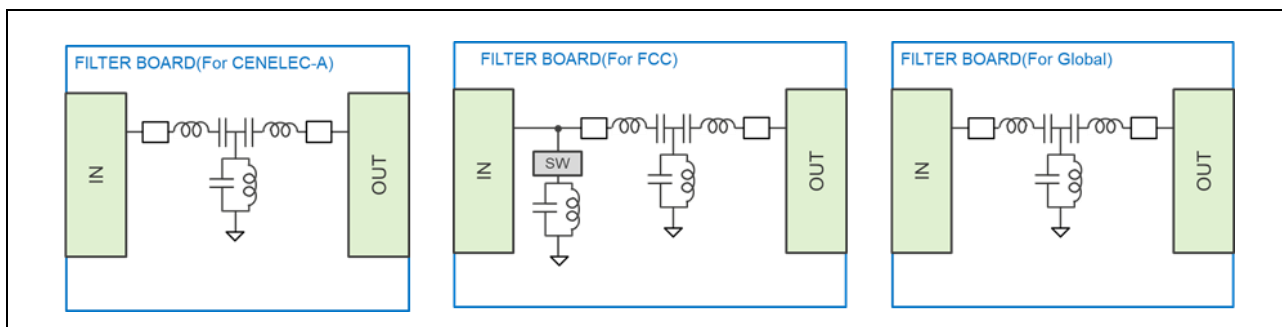 FILTER BOARD(For CENELEC-A)
IN
OUT
FILTER BOARD(For FCC)
IN
SW
OUT
FILTER BOARD(For Global)
IN
OUT